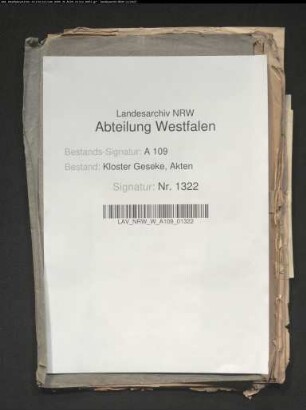 Landesarchiv NRW
Abteilung Westfalen
Bestands-Signatur: A 109
Bestand: Kloster Geseke, Akten
Signatur: Nr. 1322
LAV_NRW_W_A109_01322